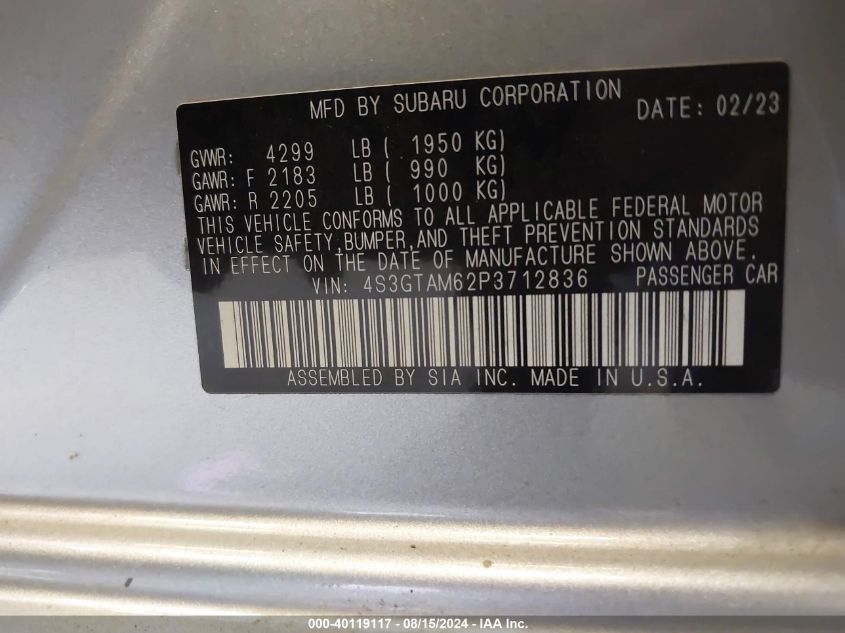 MFD BY SUBARU CORPORATION DATE: 02/23
GVWR: 4299 LB ( 1950 KG)
GAWR: F 2183 LB ( 990 KG)
GAWR: R 2205 LB ( 1000 KG)
THIS VEHICLE CONFORMS TO ALL APPLICABLE FEDERAL MOTOR
VEHICLE SAFETY,BUMPER,AND THEFT PREVENTION STANDARDS
IN EFFECT ON THE DATE OF MANUFACTURE SHOWN ABOVE.
VIN: 4S3GTAM62P3712836 PASSENGER CAR
ASSEMBLED BY SIA INC. MADE IN U.S.A.
000-40119117 - 08/15/2024 - IAA Inc.